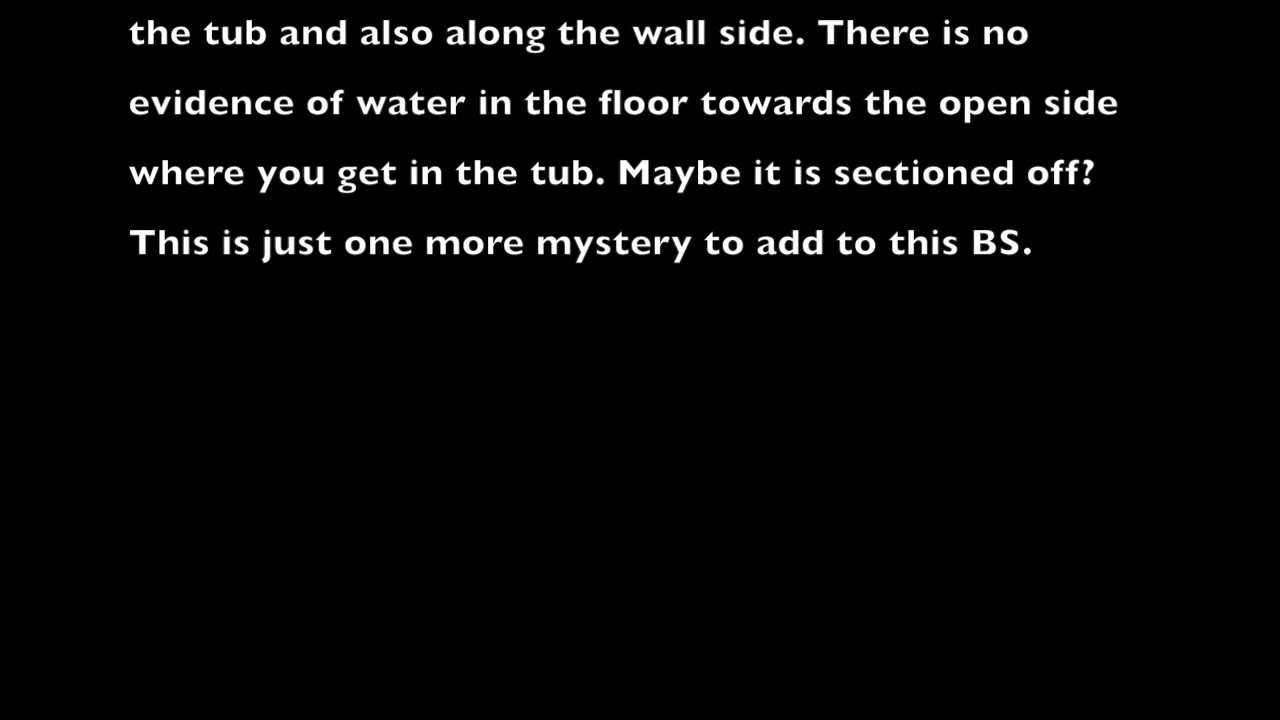 the tub and also along the wall side. There is no
evidence of water in the floor towards the open side
where you get in the tub. Maybe it is sectioned off?
This is just one more mystery to add to this BS.